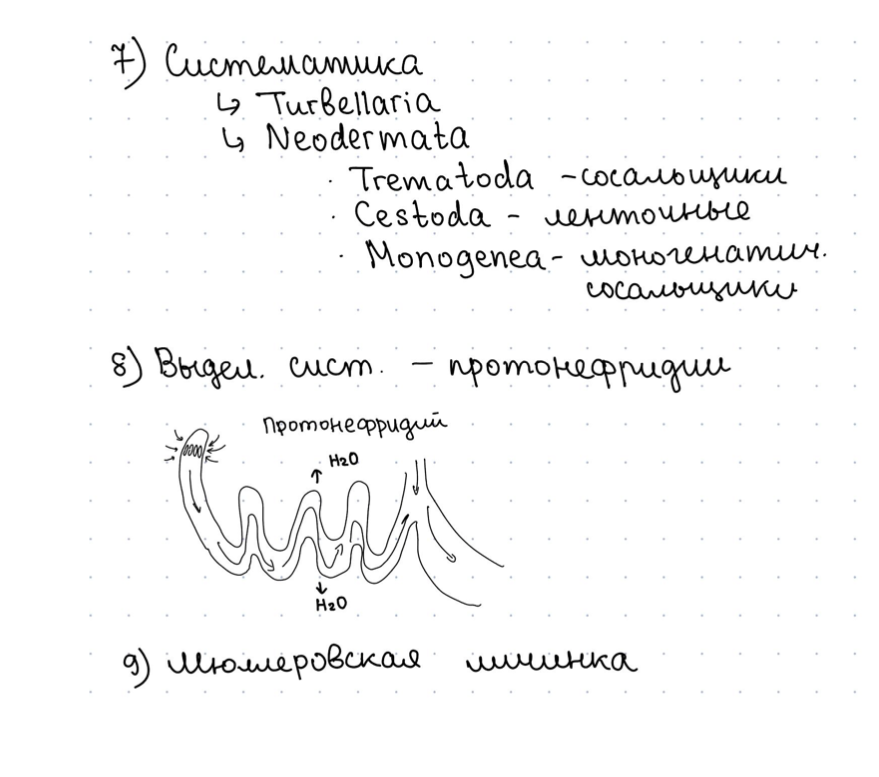 7) Систематика
↳ Turbellaria
↳ Neodermata
· Trematoda - сосальщики
· Cestoda - ленточные
· Monogenea - моногенатич.
сосальщики
8) Выдел. сист. - протонефридии
Протонефридий
H2O
H2O
9) Мюллеровская личинка